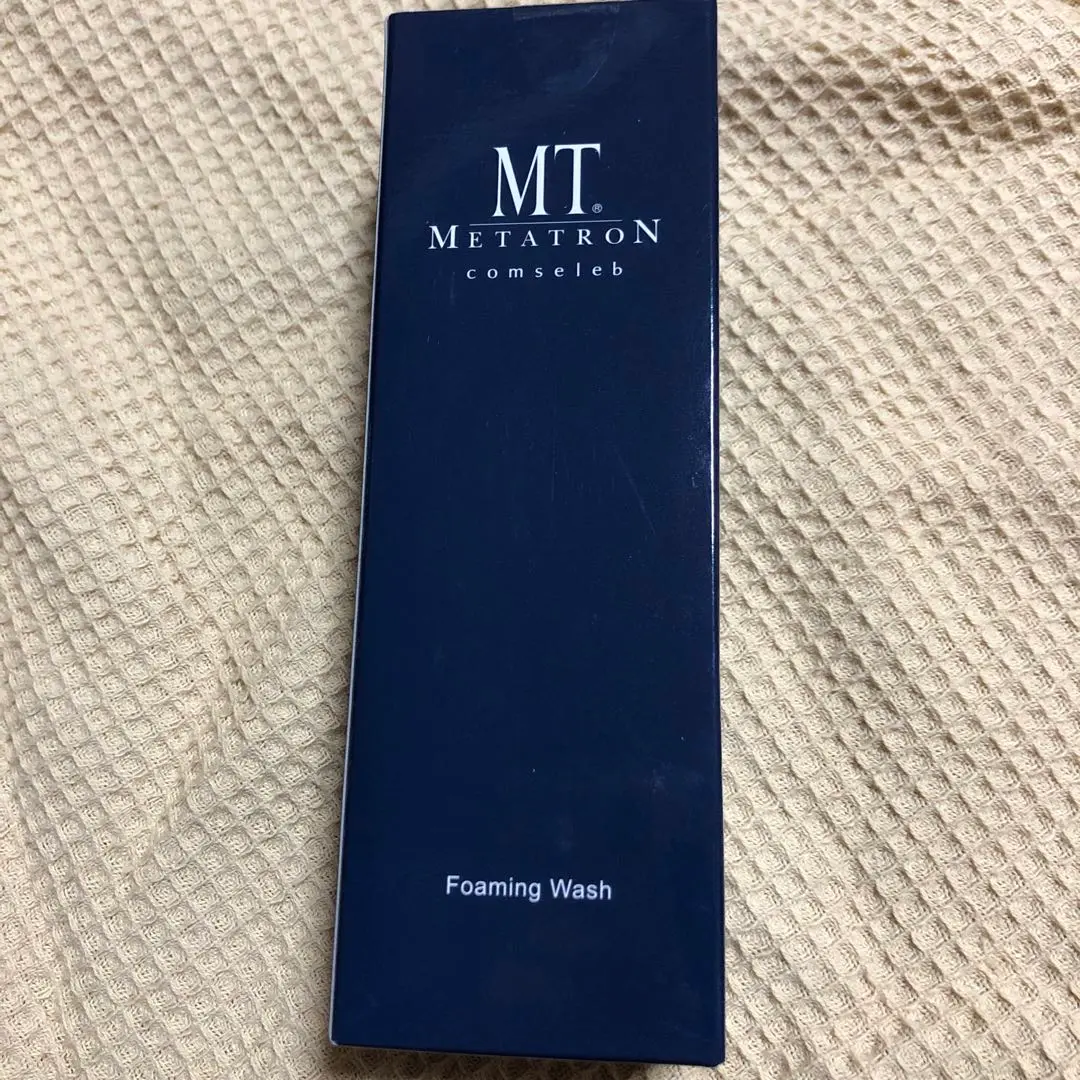 MT®
METATRON
comseleb
Foaming Wash